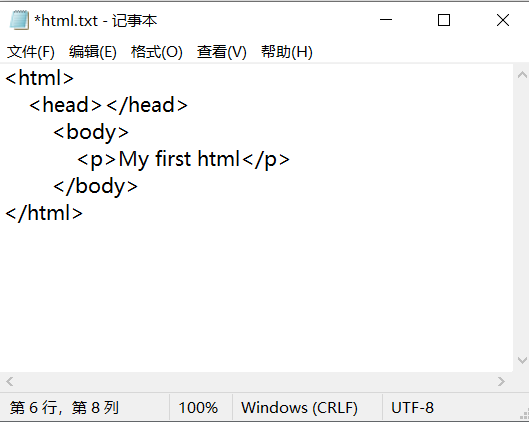 *html.txt - 记事本
文件(F) 编辑(E) 格式(O) 查看(V) 帮助(H)
<html>
<head></head>
<body>
<p>My first html</p>
</body>
</html>
第 6 行，第 8 列 100% Windows (CRLF) UTF-8